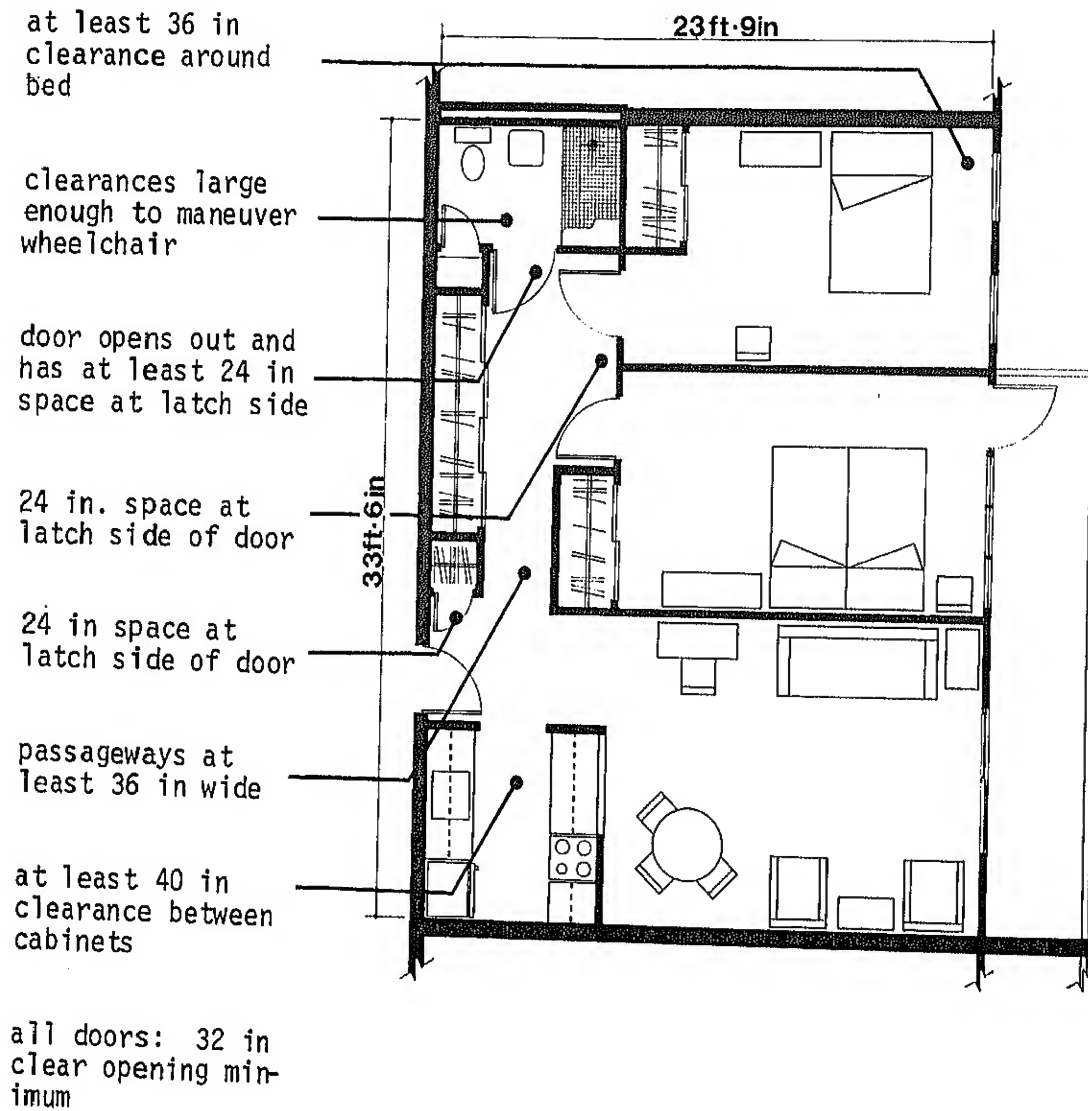 at least 36 in
clearance around
bed
23ft·9in
clearances large
enough to maneuver
wheelchair
door opens out and
has at least 24 in
space at latch side
24 in. space at
latch side of door
33ft·6in
24 in space at
latch side of door
passageways at
least 36 in wide
at least 40 in
clearance between
cabinets
all doors: 32 in
clear opening min-
imum